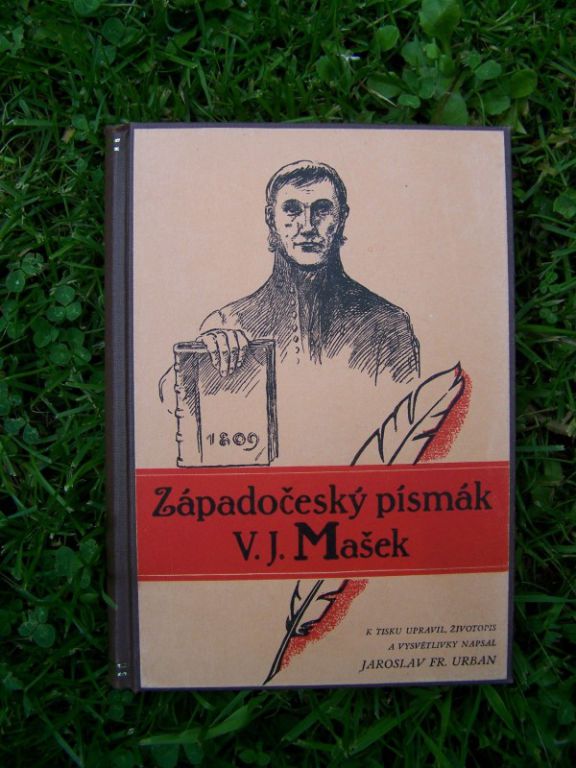 1809
Západočeský písmák
V. J. Mašek
K TISKU UPRAVIL, ŽIVOTOPIS
A VYSVĚTLIVKY NAPSAL
JAROSLAV FR. URBAN